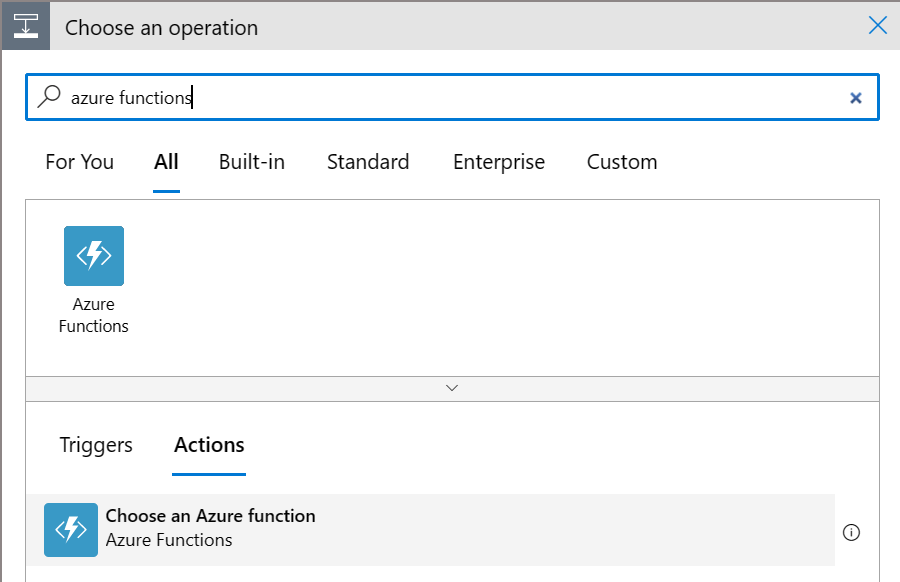 Choose an operation
azure functions
For You All Built-in Standard Enterprise Custom
Azure
Functions
Triggers Actions
Choose an Azure function
Azure Functions